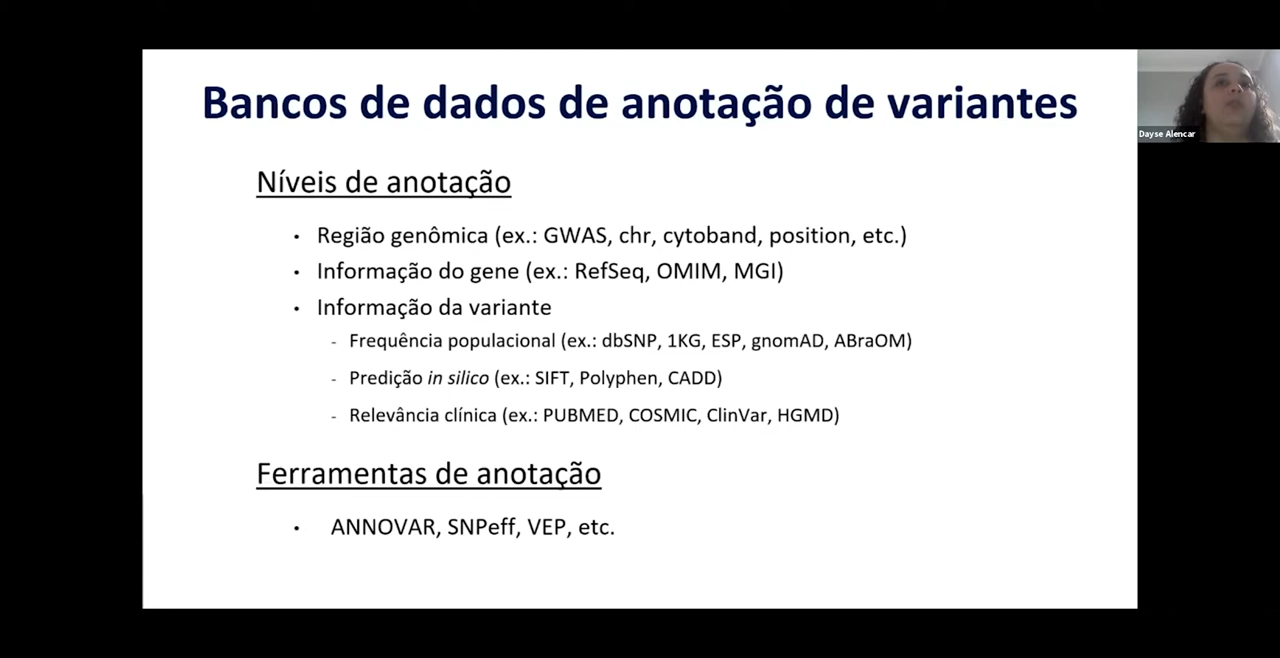 Bancos de dados de anotação de variantes
Dayse Alencar
Níveis de anotação
• Região genômica (ex.: GWAS, chr, cytoband, position, etc.)
• Informação do gene (ex.: RefSeq, OMIM, MGI)
• Informação da variante
- Frequência populacional (ex.: dbSNP, 1KG, ESP, gnomAD, ABraOM)
- Predição in silico (ex.: SIFT, Polyphen, CADD)
- Relevância clínica (ex.: PUBMED, COSMIC, ClinVar, HGMD)
Ferramentas de anotação
• ANNOVAR, SNPeff, VEP, etc.